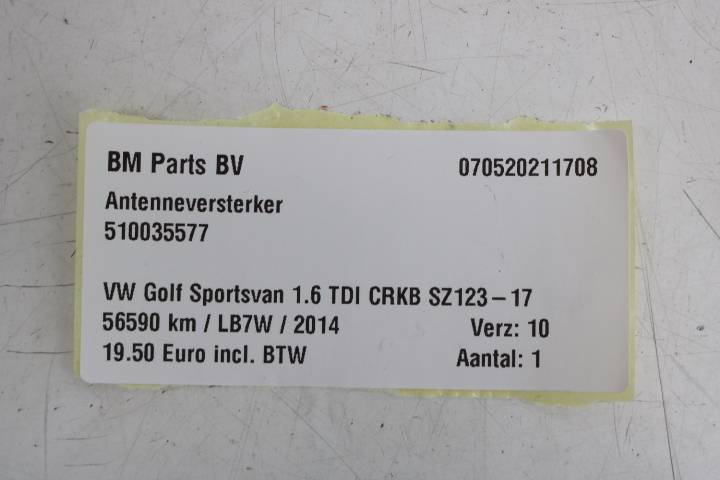 BM Parts BV 070520211708
Antenneversterker
510035577
VW Golf Sportsvan 1.6 TDI CRKB SZ123-17
56590 km / LB7W / 2014 Verz: 10
19.50 Euro incl. BTW Aantal: 1